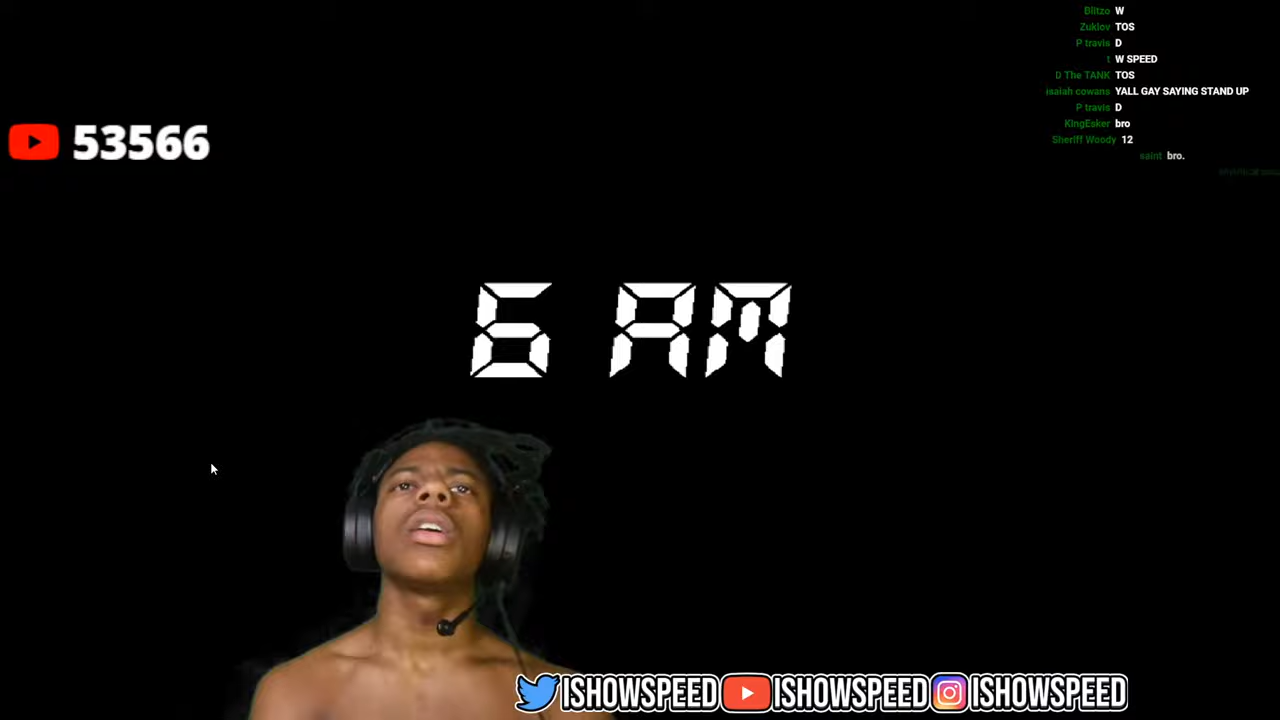 Blitzo W
Zuklov TOS
P travis D
t W SPEED
D The TANK TOS
isaiah cowans YALL GAY SAYING STAND UP
P travis D
KingEsker bro
Sheriff Woody 12
saint bro.
53566
6 AM
ISHOWSPEED ISHOWSPEED ISHOWSPEED